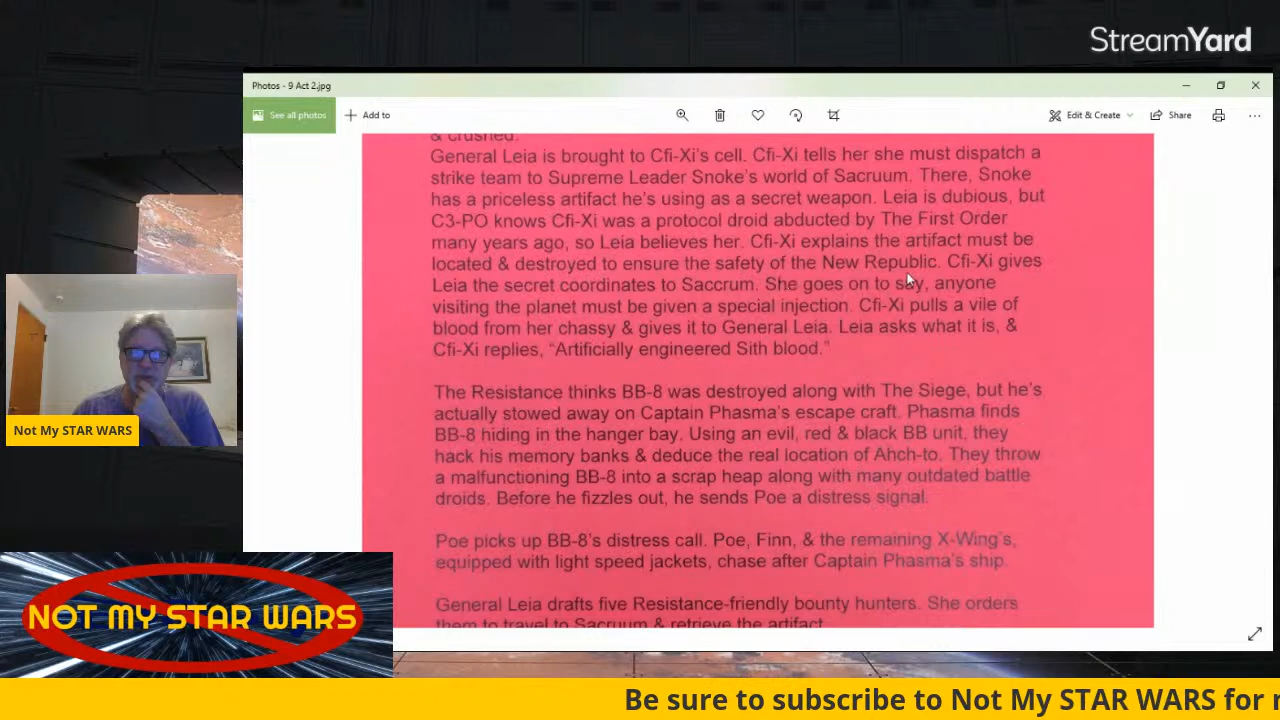 StreamYard
Photos - 9 Act 2.jpg
See all photos
Add to
Edit & Create
Share
& crushed.
General Leia is brought to Cfi-Xi's cell. Cfi-Xi tells her she must dispatch a
strike team to Supreme Leader Snoke's world of Sacruum. There, Snoke
has a priceless artifact he's using as a secret weapon. Leia is dubious, but
C3-PO knows Cfi-Xi was a protocol droid abducted by The First Order
many years ago, so Leia believes her. Cfi-Xi explains the artifact must be
located & destroyed to ensure the safety of the New Republic. Cfi-Xi gives
Leia the secret coordinates to Saccrum. She goes on to say, anyone
visiting the planet must be given a special injection. Cfi-Xi pulls a vile of
blood from her chassy & gives it to General Leia. Leia asks what it is, &
Cfi-Xi replies, “Artificially engineered Sith blood.”
The Resistance thinks BB-8 was destroyed along with The Siege, but he's
actually stowed away on Captain Phasma's escape craft. Phasma finds
BB-8 hiding in the hanger bay. Using an evil, red & black BB unit, they
hack his memory banks & deduce the real location of Ahch-to. They throw
a malfunctioning BB-8 into a scrap heap along with many outdated battle
droids. Before he fizzles out, he sends Poe a distress signal.
Poe picks up BB-8's distress call. Poe, Finn, & the remaining X-Wing's,
equipped with light speed jackets, chase after Captain Phasma's ship.
General Leia drafts five Resistance-friendly bounty hunters. She orders
them to travel to Sacruum & retrieve the artifact.
Not My STAR WARS
NOT MY STAR WARS
Be sure to subscribe to Not My STAR WARS for